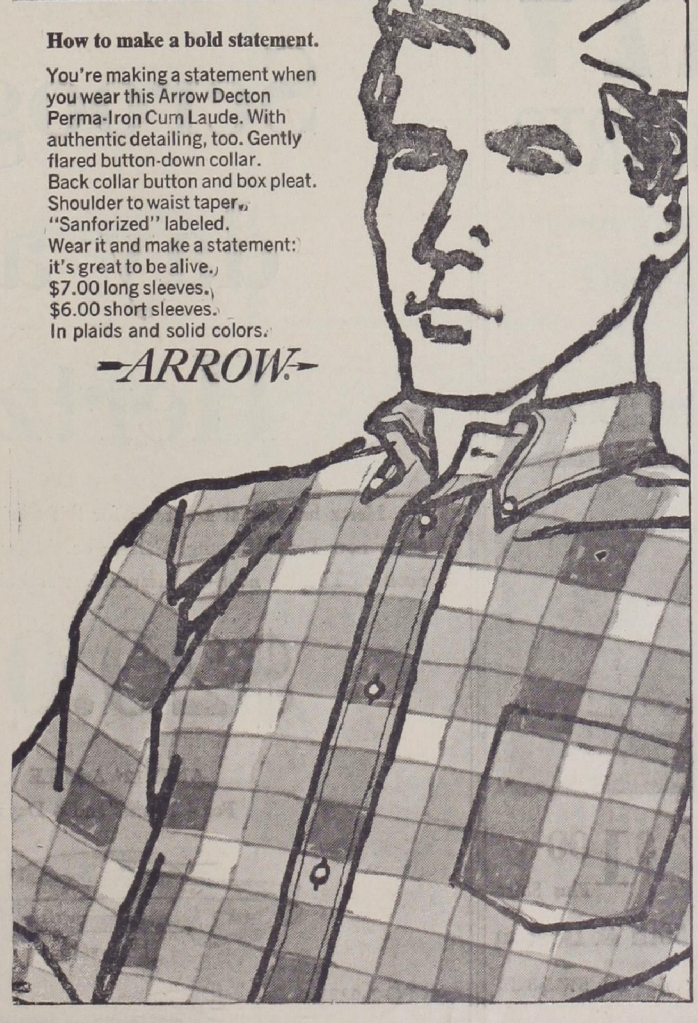 How to make a bold statement.
You're making a statement when
you wear this Arrow Decton
Perma-Iron Cum Laude. With
authentic detailing, too. Gently
flared button-down collar.
Back collar button and box pleat.
Shoulder to waist taper.
"Sanforized" labeled.
Wear it and make a statement:
it's great to be alive.
$7.00 long sleeves.
$6.00 short sleeves.
In plaids and solid colors.
ARROW